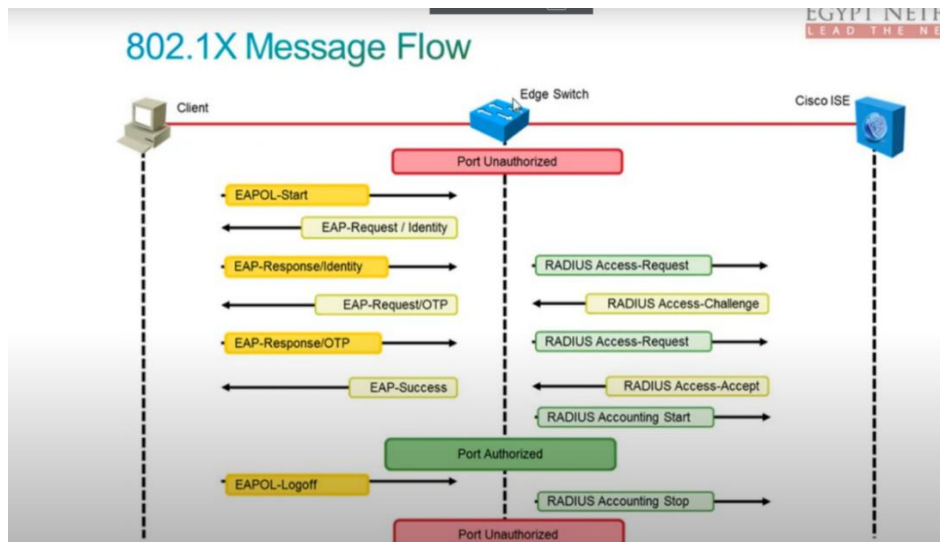 EGYPT
LEAD THE
802.1X Message Flow
Client
Edge Switch
Cisco ISE
Port Unauthorized
EAPOL-Start
EAP-Request / Identity
EAP-Response/Identity
RADIUS Access-Request
EAP-Request/OTP
RADIUS Access-Challenge
EAP-Response/OTP
RADIUS Access-Request
EAP-Success
RADIUS Access-Accept
RADIUS Accounting Start
Port Authorized
EAPOL-Logoff
RADIUS Accounting Stop
Port Unauthorized